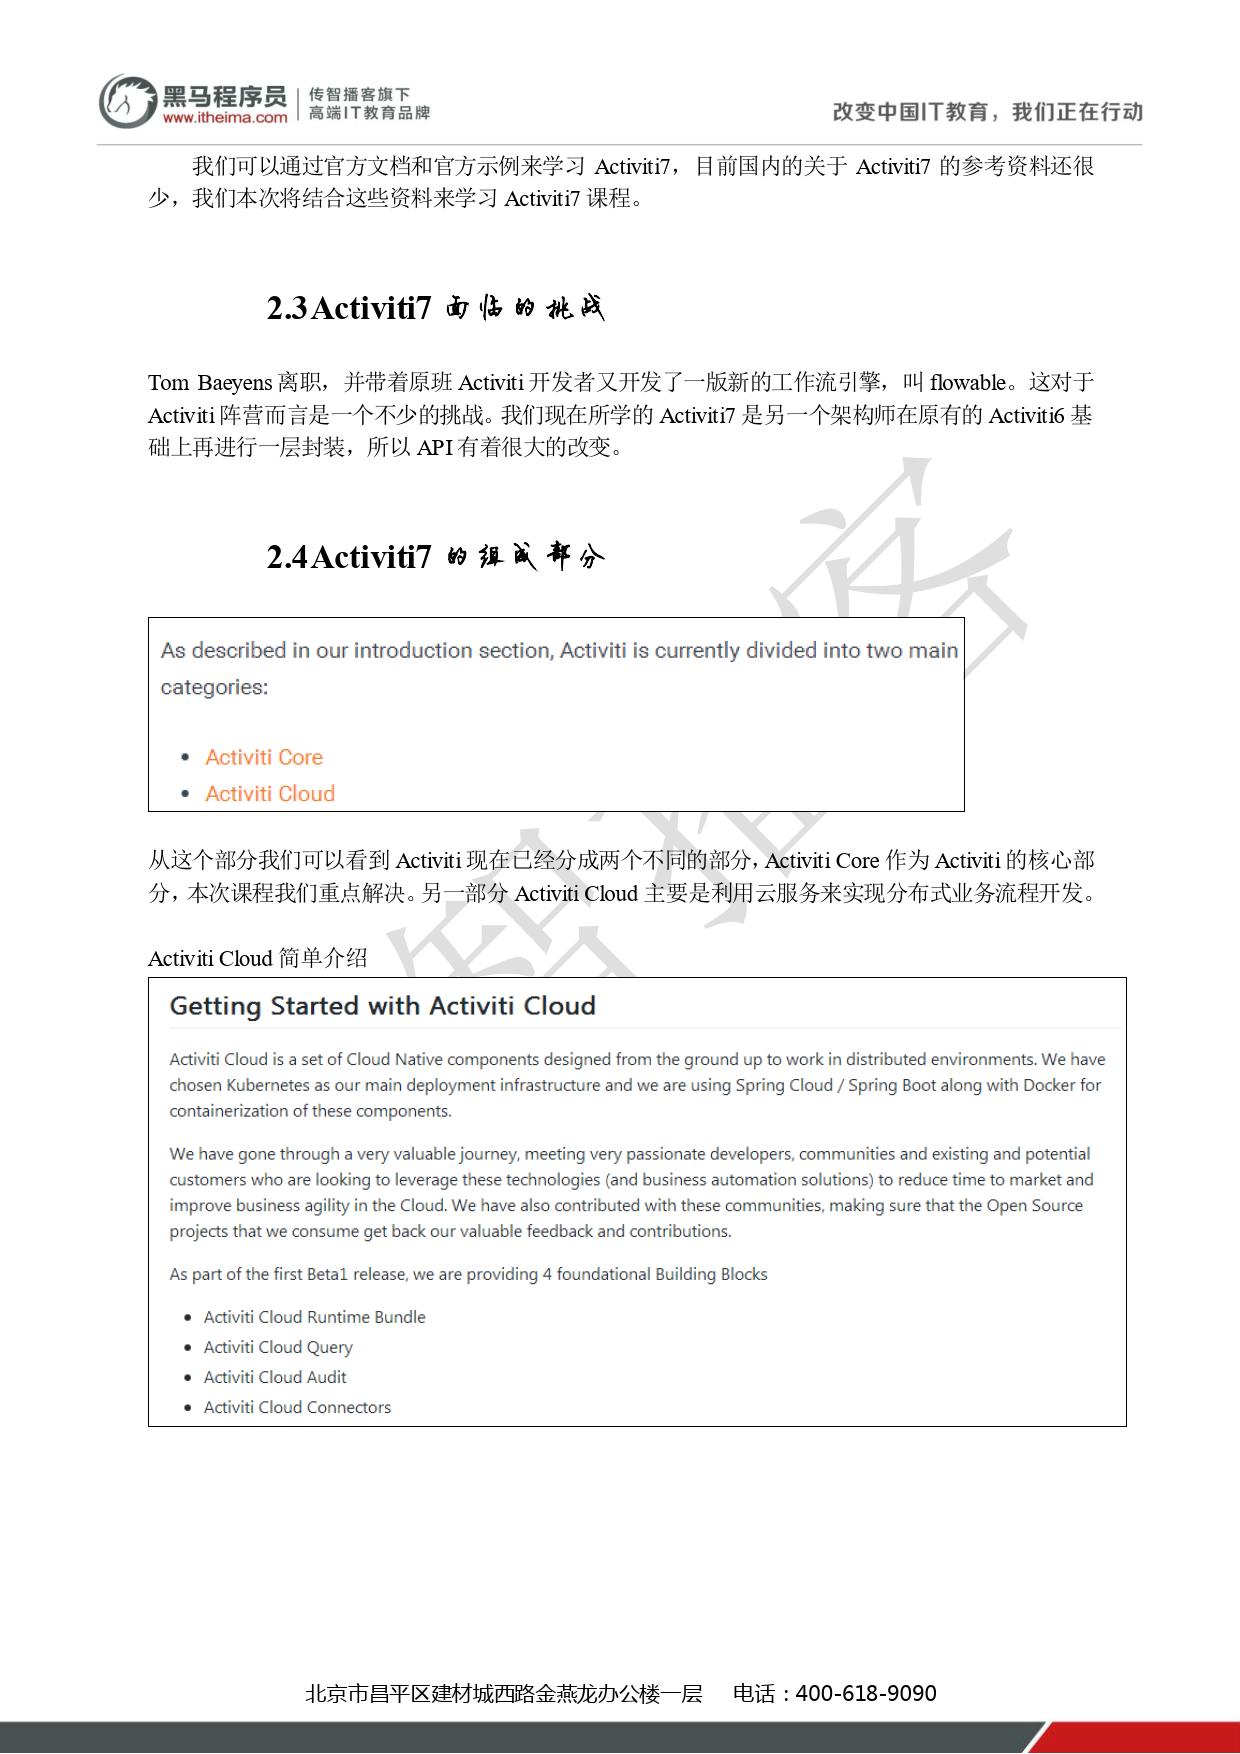 黑马程序员
www.itheima.com
传智播客旗下
高端IT教育品牌
改变中国IT教育，我们正在行动
我们可以通过官方文档和官方示例来学习 Activiti7，目前国内的关于 Activiti7 的参考资料还很
少，我们本次将结合这些资料来学习 Activiti7 课程。
2.3Activiti7 面临的挑战
Tom Baeyens 离职，并带着原班 Activiti 开发者又开发了一版新的工作流引擎，叫 flowable。这对于
Activiti 阵营而言是一个不少的挑战。我们现在所学的 Activiti7 是另一个架构师在原有的 Activiti6 基
础上再进行一层封装，所以 API 有着很大的改变。
2.4Activiti7 的组成部分
As described in our introduction section, Activiti is currently divided into two main
categories:
• Activiti Core
• Activiti Cloud
从这个部分我们可以看到 Activiti 现在已经分成两个不同的部分，Activiti Core 作为 Activiti 的核心部
分，本次课程我们重点解决。另一部分 Activiti Cloud 主要是利用云服务来实现分布式业务流程开发。
Activiti Cloud 简单介绍
Getting Started with Activiti Cloud
Activiti Cloud is a set of Cloud Native components designed from the ground up to work in distributed environments. We have
chosen Kubernetes as our main deployment infrastructure and we are using Spring Cloud / Spring Boot along with Docker for
containerization of these components.
We have gone through a very valuable journey, meeting very passionate developers, communities and existing and potential
customers who are looking to leverage these technologies (and business automation solutions) to reduce time to market and
improve business agility in the Cloud. We have also contributed with these communities, making sure that the Open Source
projects that we consume get back our valuable feedback and contributions.
As part of the first Beta1 release, we are providing 4 foundational Building Blocks
• Activiti Cloud Runtime Bundle
• Activiti Cloud Query
• Activiti Cloud Audit
• Activiti Cloud Connectors
北京市昌平区建材城西路金燕龙办公楼一层 电话：400-618-9090